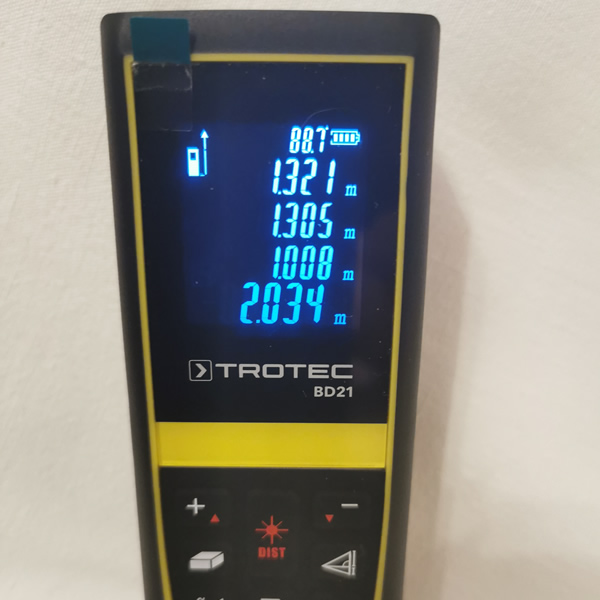 88.7°
1.321 m
1.305 m
1.008 m
2.034 m
TROTEC
BD21
+ −
DIST